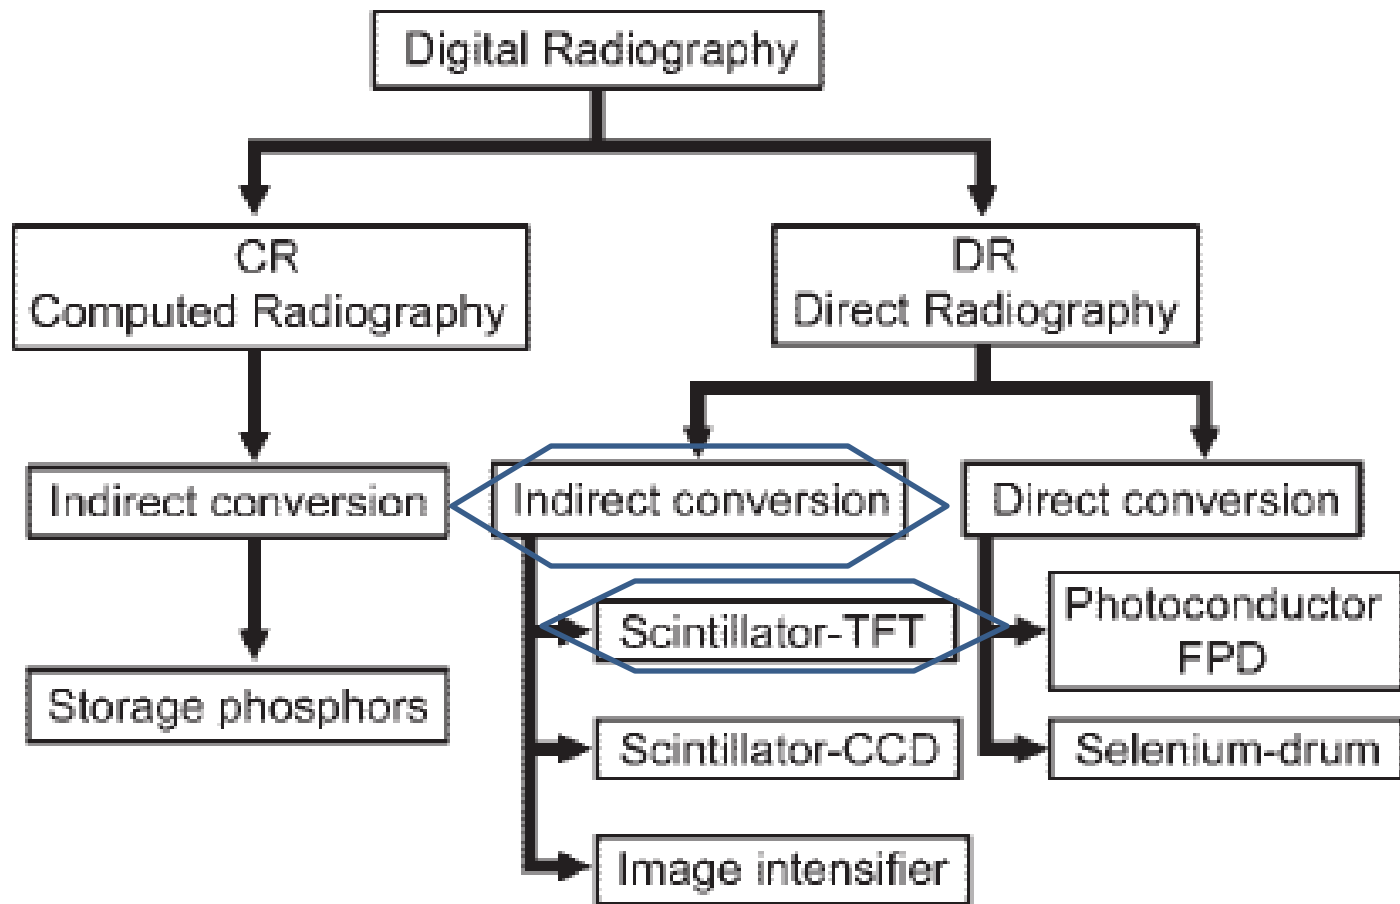 Digital Radiography
CR
Computed Radiography
DR
Direct Radiography
Indirect conversion
Indirect conversion
Direct conversion
Storage phosphors
Scintillator-TFT
Scintillator-CCD
Image intensifier
Photoconductor
FPD
Selenium-drum